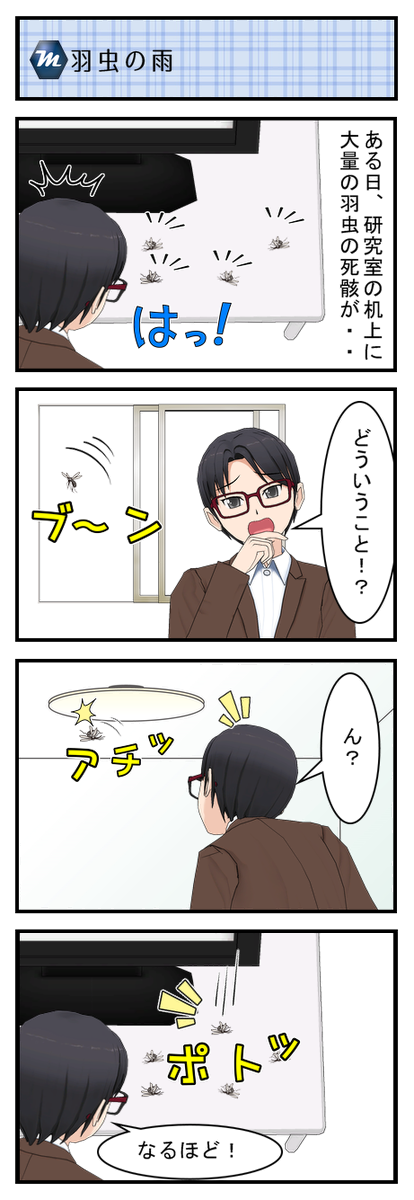 m
羽虫の雨
ある日、研究室の机上に
大量の羽虫の死骸が・・
はっ!
どういうこと!?
ブ〜ン
ん?
アチッ
ポトッ
なるほど!